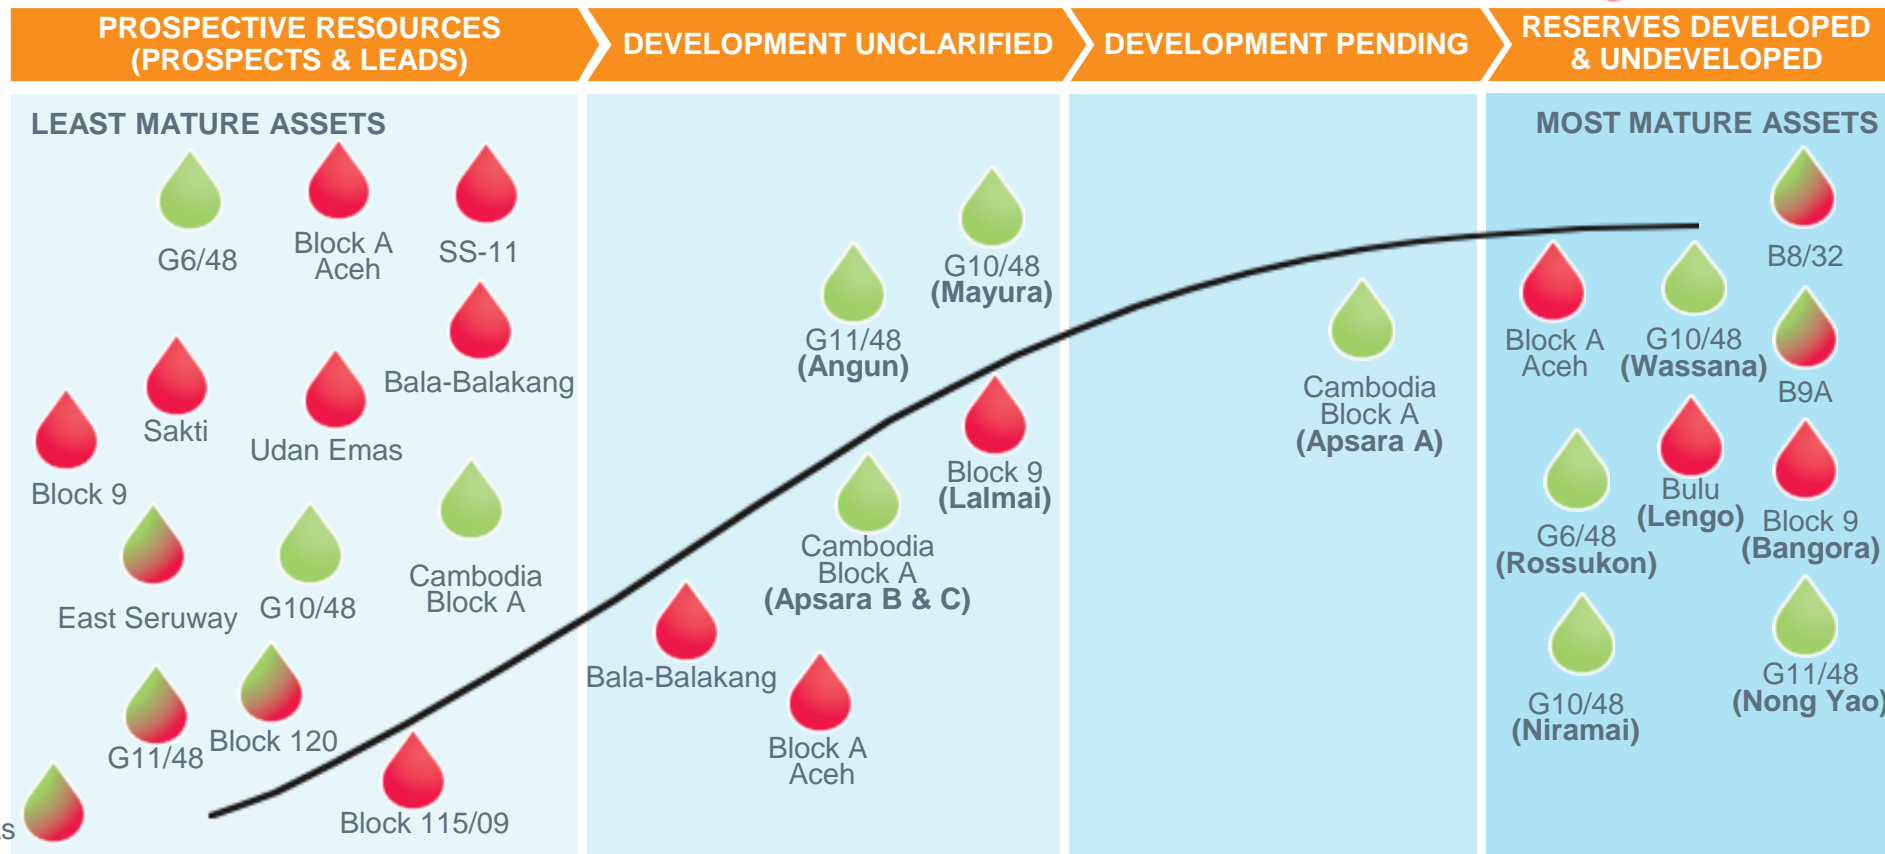 PROSPECTIVE RESOURCES
(PROSPECTS & LEADS)
DEVELOPMENT UNCLARIFIED
DEVELOPMENT PENDING
RESERVES DEVELOPED
& UNDEVELOPED
LEAST MATURE ASSETS
G6/48
Block A
Aceh
SS-11
Bala-Balakang
Sakti
Udan Emas
Block 9
East Seruway
G10/48
Cambodia
Block A
G11/48
Block 120
Block 115/09
G10/48
(Mayura)
G11/48
(Angun)
Block 9
(Lalmai)
Cambodia
Block A
(Apsara B & C)
Bala-Balakang
Block A
Aceh
Cambodia
Block A
(Apsara A)
MOST MATURE ASSETS
B8/32
Block A
Aceh
G10/48
(Wassana)
B9A
Bulu
(Lengo)
Block 9
(Bangora)
G6/48
(Rossukon)
G10/48
(Niramai)
G11/48
(Nong Yao)